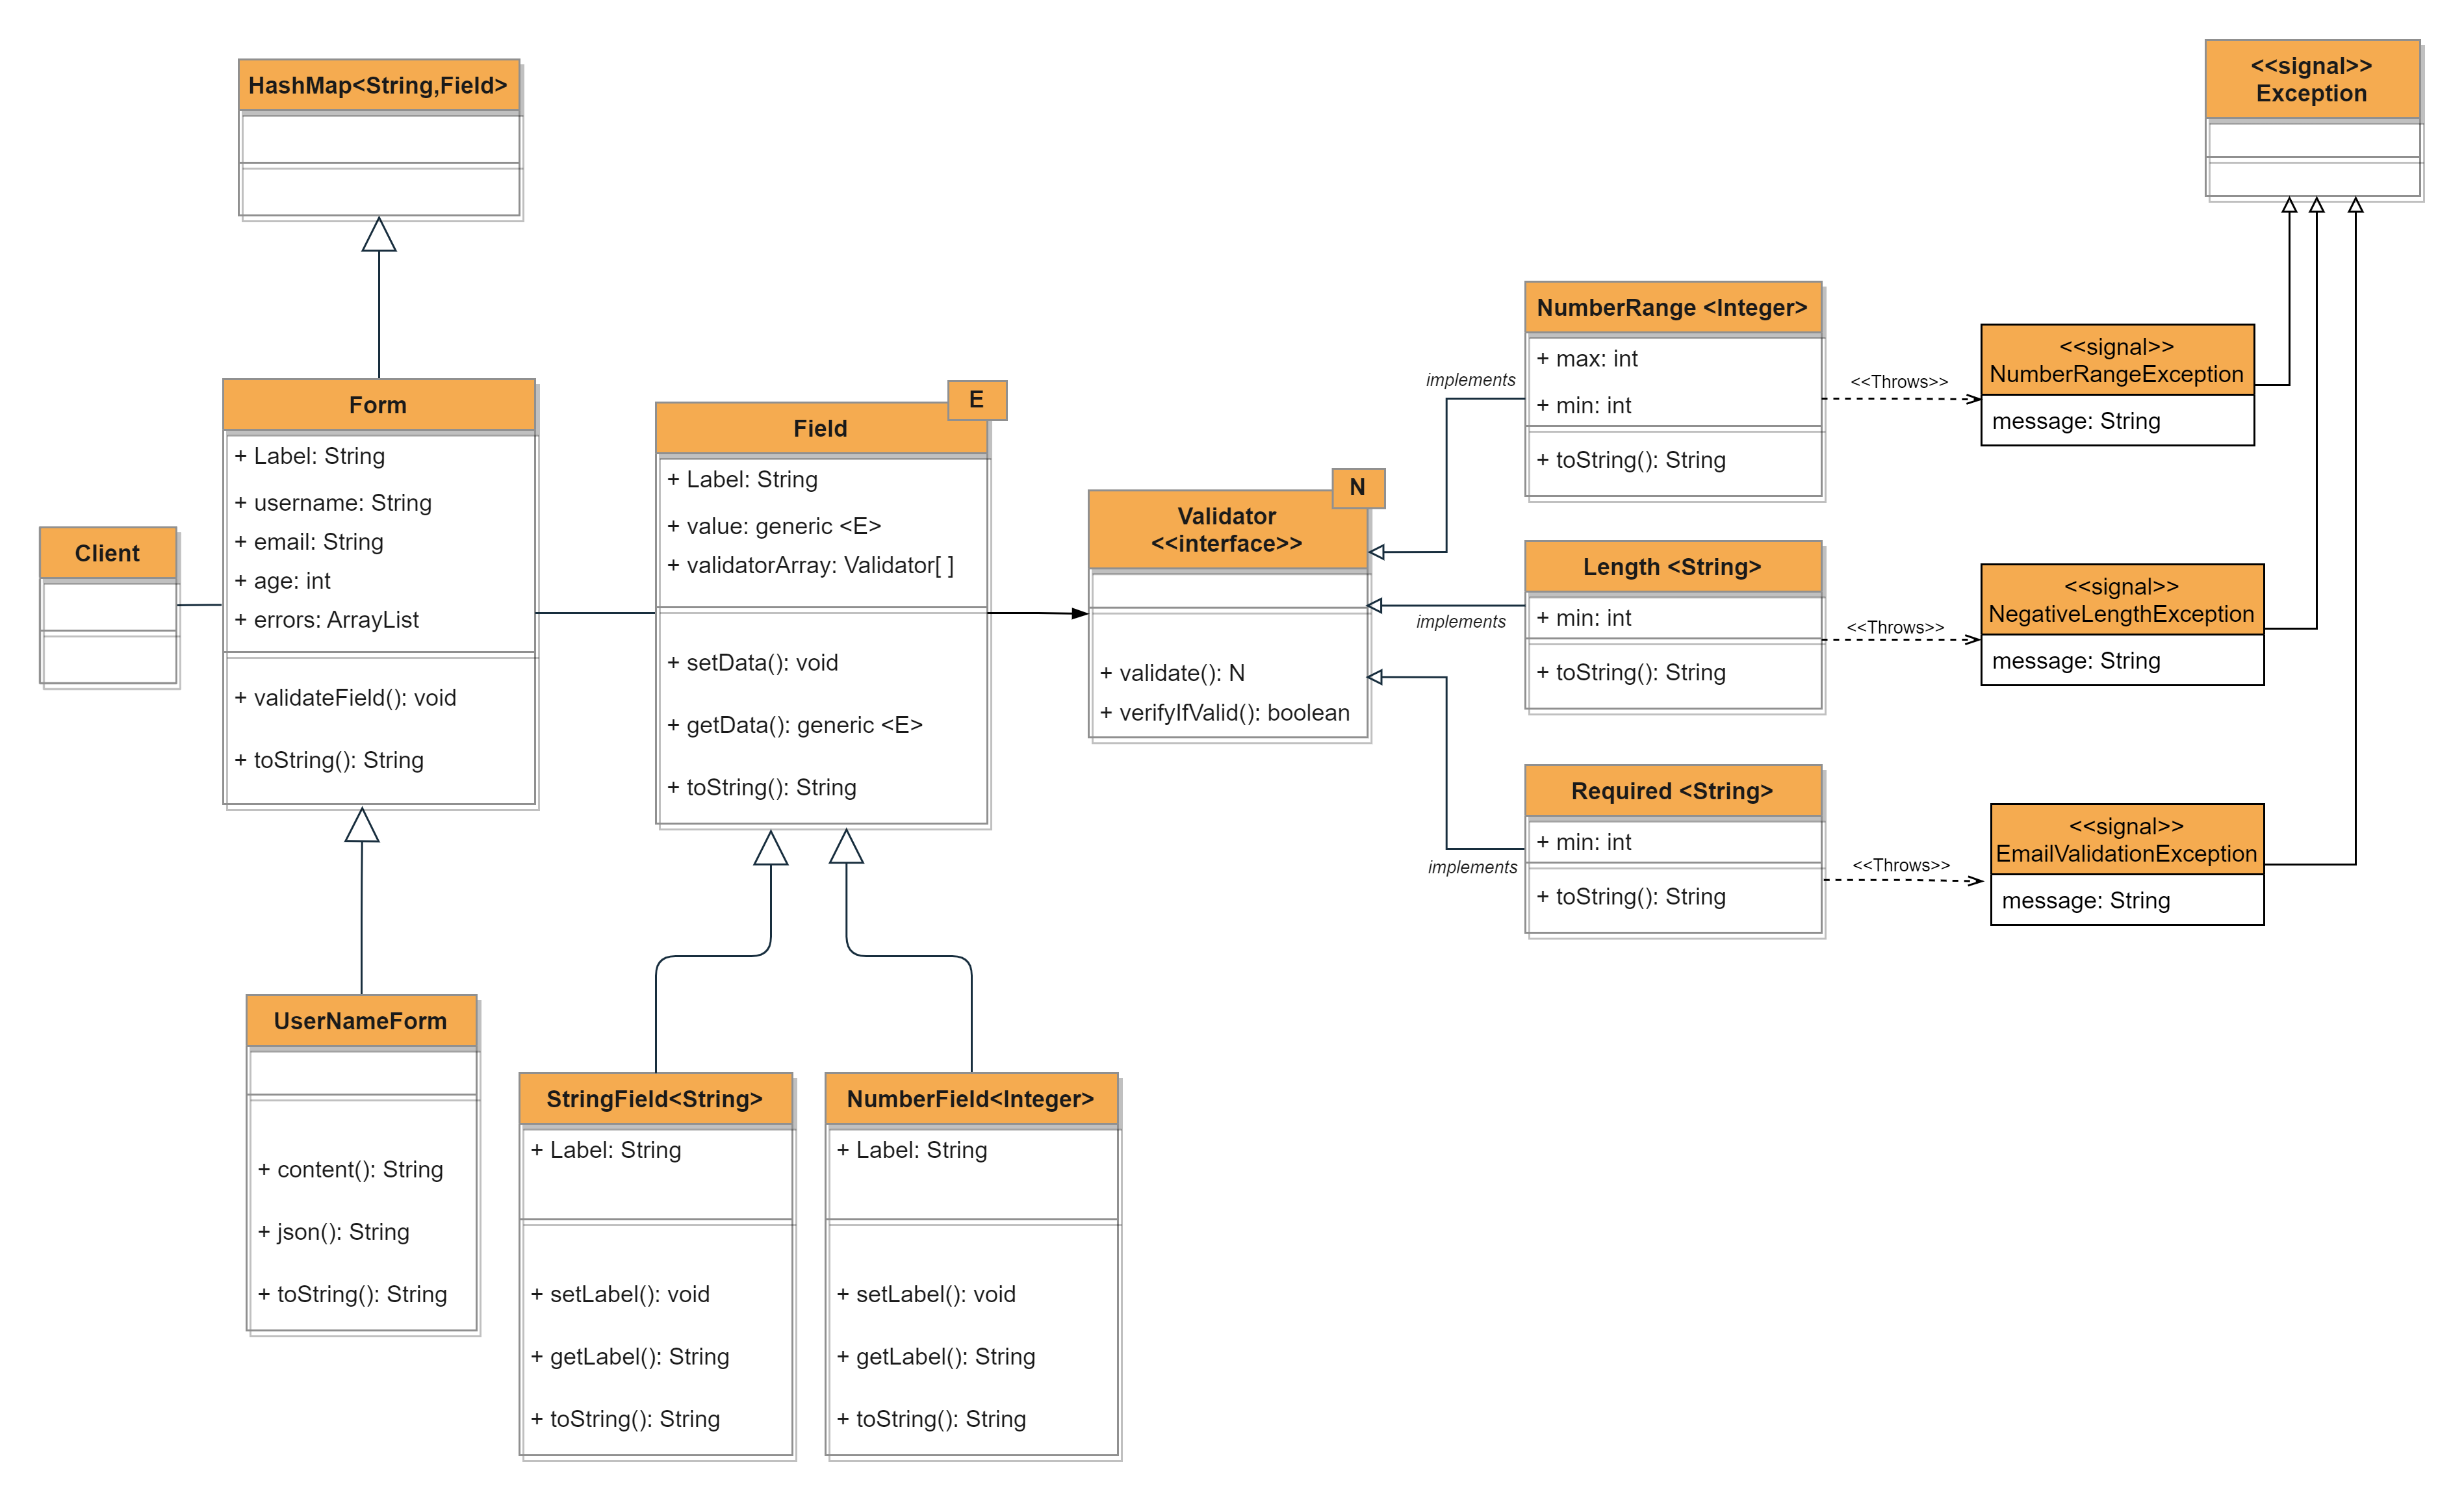 HashMap<String,Field>
<<signal>>
Exception
Form
+ Label: String
+ username: String
+ email: String
+ age: int
+ errors: ArrayList
+ validateField(): void
+ toString(): String
Client
E
Field
+ Label: String
+ value: generic <E>
+ validatorArray: Validator[ ]
+ setData(): void
+ getData(): generic <E>
+ toString(): String
N
Validator
<<interface>>
+ validate(): N
+ verifyIfValid(): boolean
implements
implements
implements
NumberRange <Integer>
+ max: int
+ min: int
+ toString(): String
<<Throws>>
<<signal>>
NumberRangeException
message: String
Length <String>
+ min: int
+ toString(): String
<<Throws>>
<<signal>>
NegativeLengthException
message: String
Required <String>
+ min: int
+ toString(): String
<<Throws>>
<<signal>>
EmailValidationException
message: String
UserNameForm
+ content(): String
+ json(): String
+ toString(): String
StringField<String>
+ Label: String
+ setLabel(): void
+ getLabel(): String
+ toString(): String
NumberField<Integer>
+ Label: String
+ setLabel(): void
+ getLabel(): String
+ toString(): String